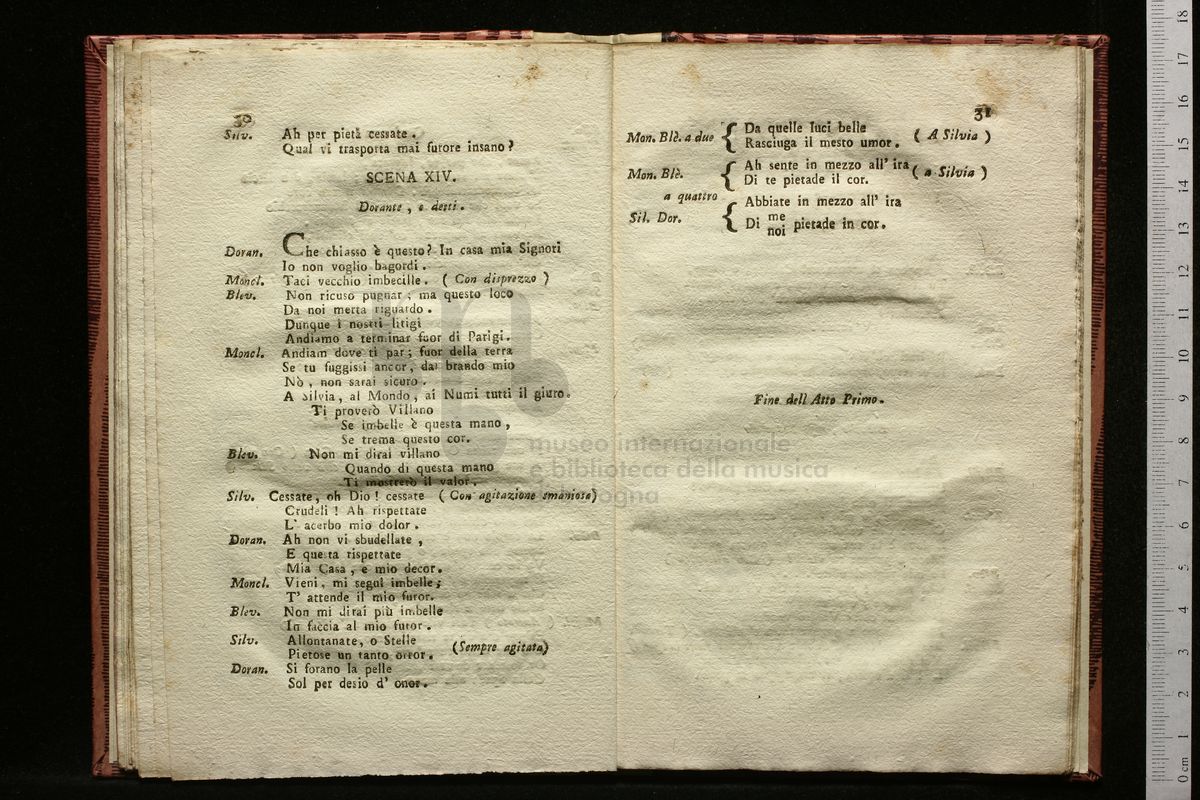 30
Silv. Ah per pietà cessate.
Qual vi trasporta mai furore insano?
SCENA XIV.
Dorante, e detti.
Doran. Che chiasso è questo? In casa mia Signori
Io non voglio bagordi.
Moncl. Taci vecchio imbecille. (Con disprezzo)
Blev. Non ricuso pugnar; ma questo loco
Da noi merta riguardo.
Dunque i nostri litigi
Andiamo a terminar fuor di Parigi.
Moncl. Andiam dove ti par; fuor della terra
Se tu fuggissi ancor, dal brando mio
Nò, non sarai sicuro.
A Silvia, al Mondo, ai Numi tutti il giuro.
Ti proverò Villano
Se imbelle è questa mano,
Se trema questo cor.
Blev. Non mi dirai villano
Quando di questa mano
Ti mostrerò il valor.
Silv. Cessate, oh Dio! cessate (Con agitazione smaniosa)
Crudeli! Ah rispettate
L' acerbo mio dolor.
Doran. Ah non vi sbudellate,
E questa rispettate
Mia Casa, e mio decor.
Moncl. Vieni, mi segui imbelle;
T' attende il mio furor.
Blev. Non mi dirai più imbelle
In faccia al mio furor.
Silv. Allontanate, o Stelle
Pietose un tanto orror. (Sempre agitata)
Doran. Si forano la pelle
Sol per desio d' onor.
31
Mon. Blè. a due { Da quelle luci belle
Rasciuga il mesto umor. (A Silvia)
Mon. Blè. { Ah sente in mezzo all' ira
Di te pietade il cor. (a Silvia)
a quattro
Sil. Dor. { Abbiate in mezzo all' ira
Di me noi pietade in cor.
Fine dell Atto Primo.
museo internazionale
e biblioteca della musica